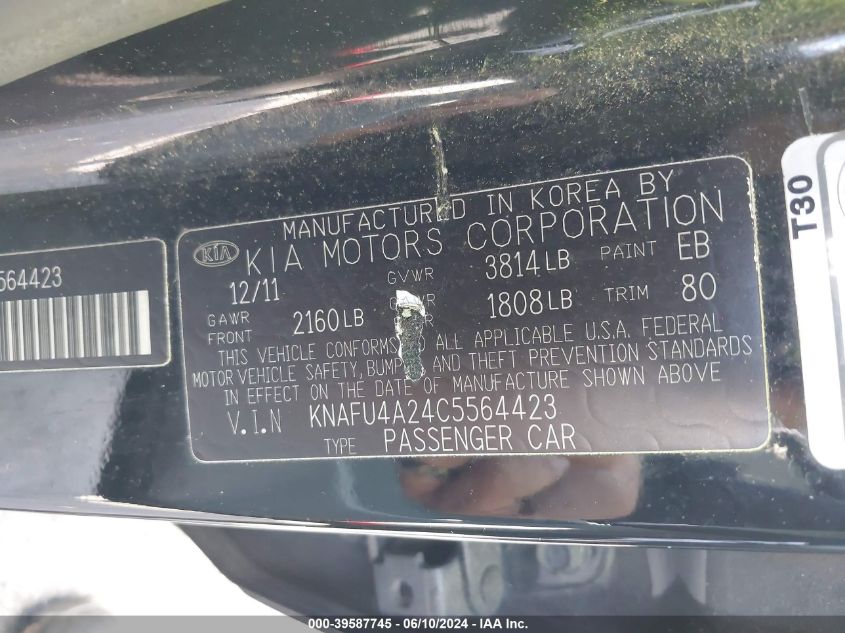 564423
MANUFACTURED IN KOREA BY
KIA KIA MOTORS CORPORATION
12/11 GVWR 3814LB PAINT EB
GAWR FRONT 2160LB 1808LB TRIM 80
THIS VEHICLE CONFORMS TO ALL APPLICABLE U.S.A. FEDERAL
MOTOR VEHICLE SAFETY, AND THEFT PREVENTION STANDARDS
IN EFFECT ON THE DATE OF MANUFACTURE SHOWN ABOVE
V.I.N KNAFU4A24C5564423
TYPE PASSENGER CAR
T30
000-39587745 - 06/10/2024 - IAA Inc.